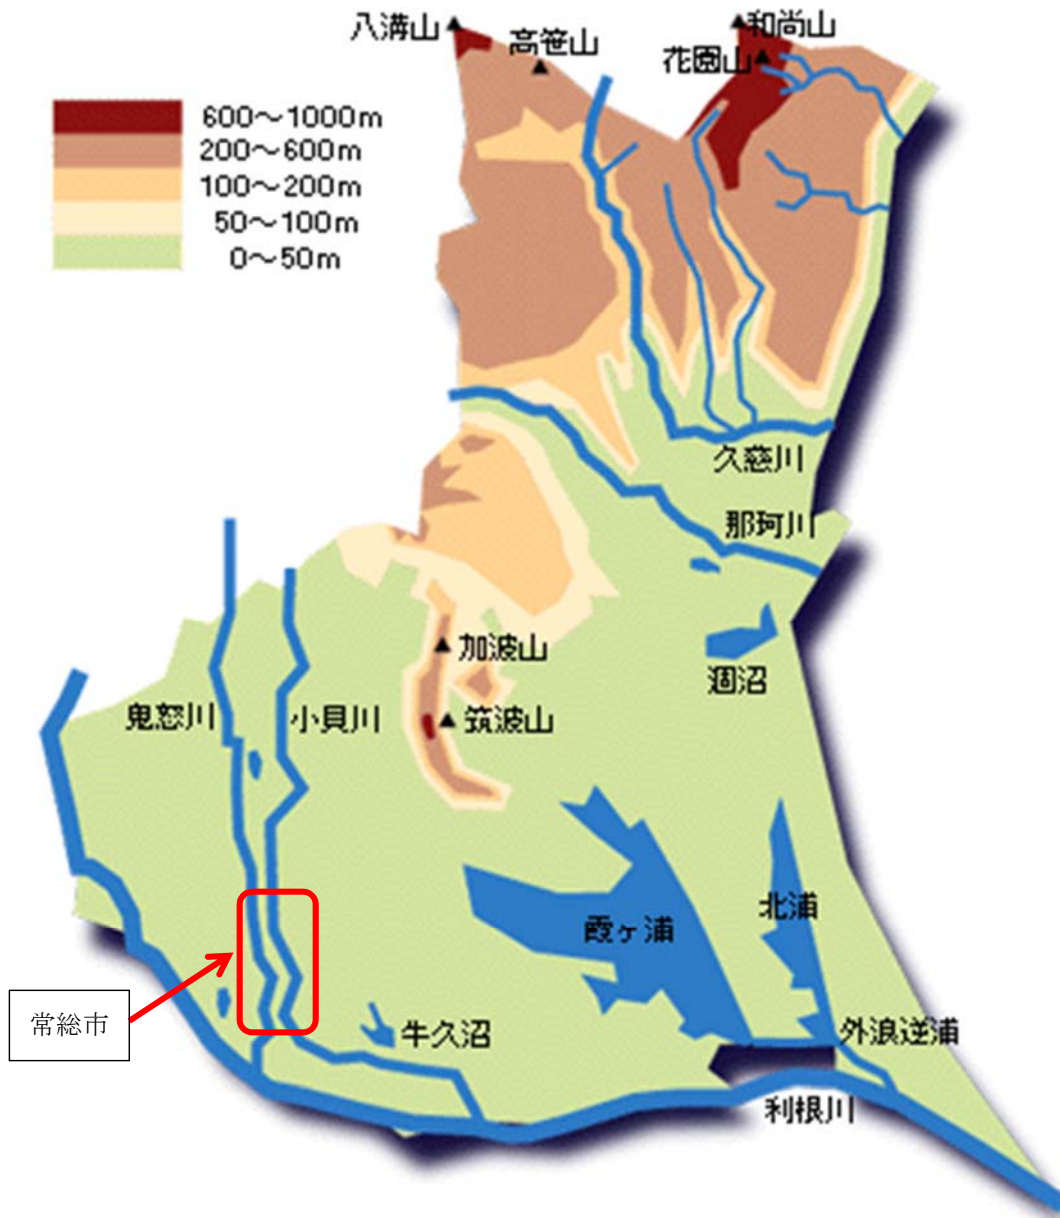 八溝山
高笹山
和尚山
花園山
600～1000m
200～600m
100～200m
50～100m
0～50m
久慈川
那珂川
加波山
涸沼
鬼怒川
小貝川
筑波山
北浦
霞ヶ浦
常総市
牛久沼
外浪逆浦
利根川